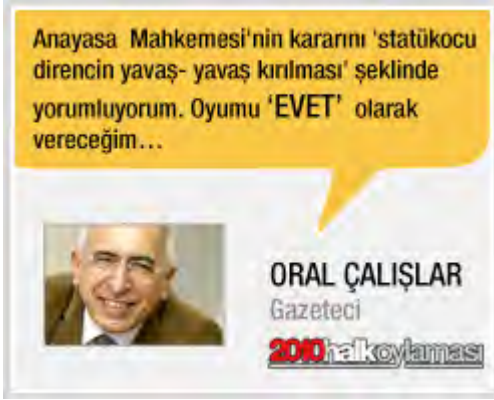 Anayasa Mahkemesi'nin kararını 'statükocu
direncin yavaş- yavaş kırılması' şeklinde
yorumluyorum. Oyumu ‘EVET’ olarak
vereceğim...
ORAL ÇALIŞLAR
Gazeteci
2010halkoylaması